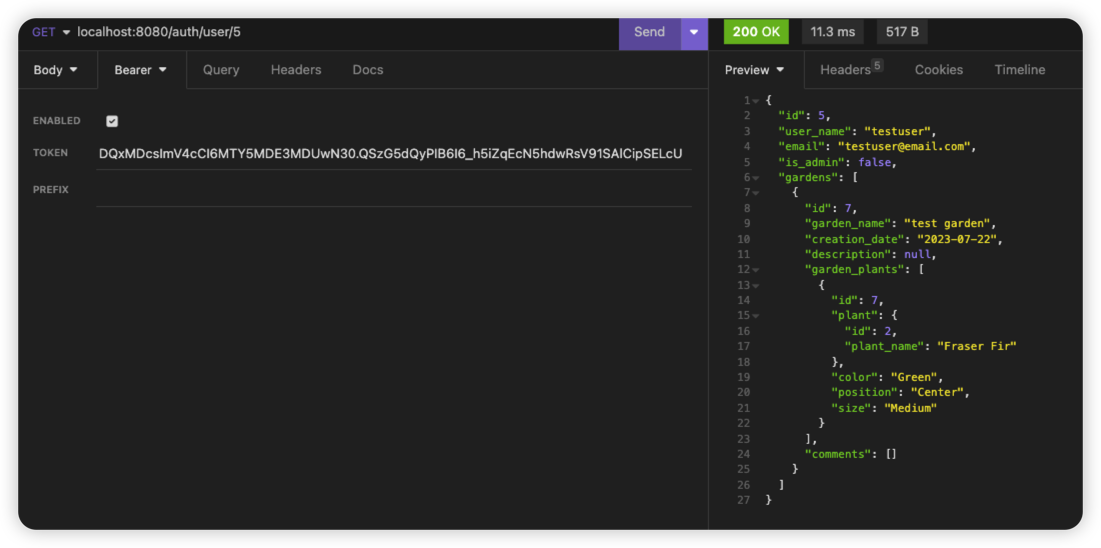 GET localhost:8080/auth/user/5 Send 200 OK 11.3 ms 517 B
Body Bearer Query Headers Docs Preview Headers 5 Cookies Timeline
ENABLED
TOKEN DQxMDcsImV4cCI6MTY5MDE3MDUwN30.QSzG5dQyPIB6I6_h5iZqEcN5hdwRsV91SAlCipSELcU
PREFIX
1 {
2 "id": 5,
3 "user_name": "testuser",
4 "email": "testuser@email.com",
5 "is_admin": false,
6 "gardens": [
7 {
8 "id": 7,
9 "garden_name": "test garden",
10 "creation_date": "2023-07-22",
11 "description": null,
12 "garden_plants": [
13 {
14 "id": 7,
15 "plant": {
16 "id": 2,
17 "plant_name": "Fraser Fir"
18 },
19 "color": "Green",
20 "position": "Center",
21 "size": "Medium"
22 }
23 ],
24 "comments": []
25 }
26 ]
27 }